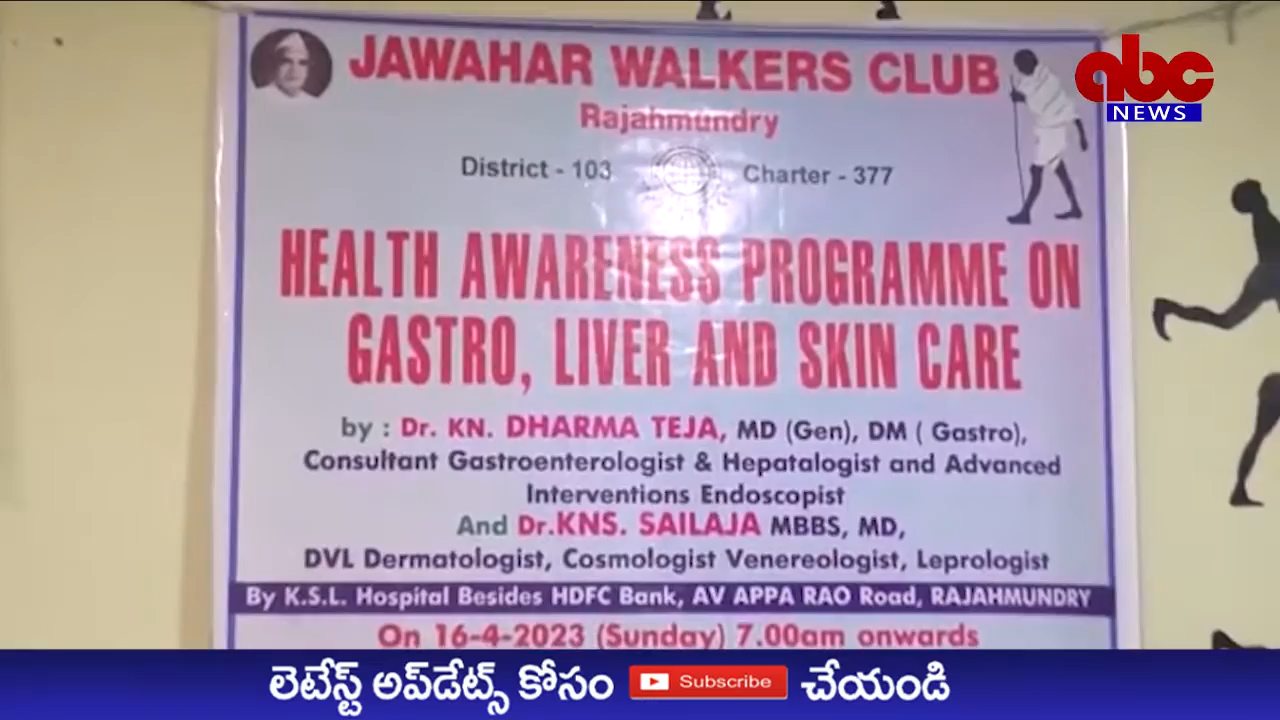 JAWAHAR WALKERS CLUB
Rajahmundry
District - 103
Charter - 377
HEALTH AWARENESS PROGRAMME ON
GASTRO, LIVER AND SKIN CARE
by : Dr. KN. DHARMA TEJA, MD (Gen), DM ( Gastro),
Consultant Gastroenterologist & Hepatalogist and Advanced
Interventions Endoscopist
And Dr.KNS. SAILAJA MBBS, MD,
DVL Dermatologist, Cosmologist Venereologist, Leprologist
By K.S.L. Hospital Besides HDFC Bank, AV APPA RAO Road, RAJAHMUNDRY
On 16-4-2023 (Sunday) 7.00am onwards
abc
NEWS
లెటేస్ట్ అప్‌డేట్స్ కోసం Subscribe చేయండి